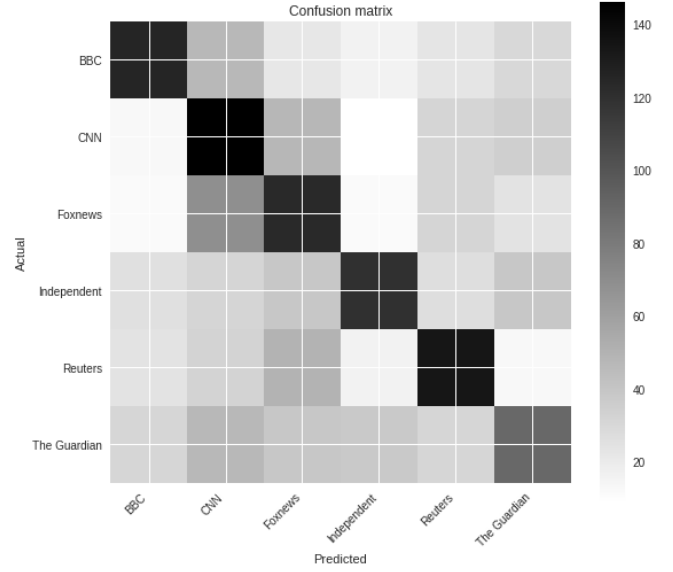 Confusion matrix
BBC
CNN
Foxnews
Independent
Reuters
The Guardian
Actual
BBC
CNN
Foxnews
Independent
Reuters
The Guardian
Predicted
140
120
100
80
60
40
20